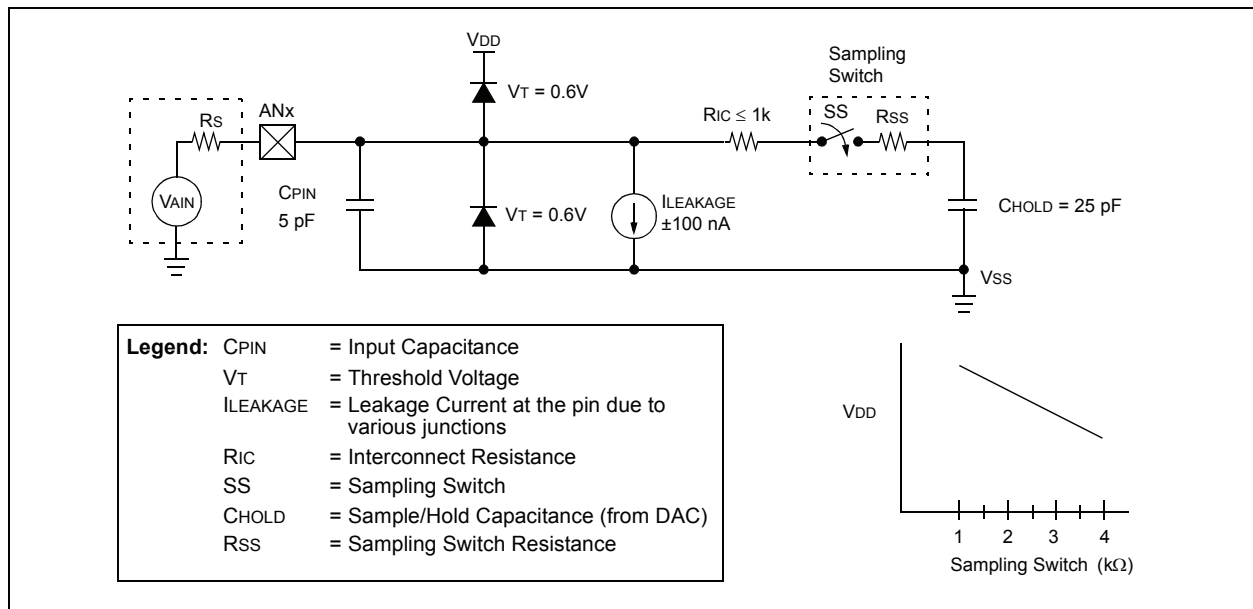 VDD
Sampling
Switch
VT = 0.6V
RS
ANx
RIC ≤ 1k
SS
RSS
VAIN
CPIN
5 pF
VT = 0.6V
ILEAKAGE
±100 nA
CHOLD = 25 pF
VSS
Legend: CPIN = Input Capacitance
VT = Threshold Voltage
ILEAKAGE = Leakage Current at the pin due to
various junctions
RIC = Interconnect Resistance
SS = Sampling Switch
CHOLD = Sample/Hold Capacitance (from DAC)
RSS = Sampling Switch Resistance
VDD
1 2 3 4
Sampling Switch (kΩ)